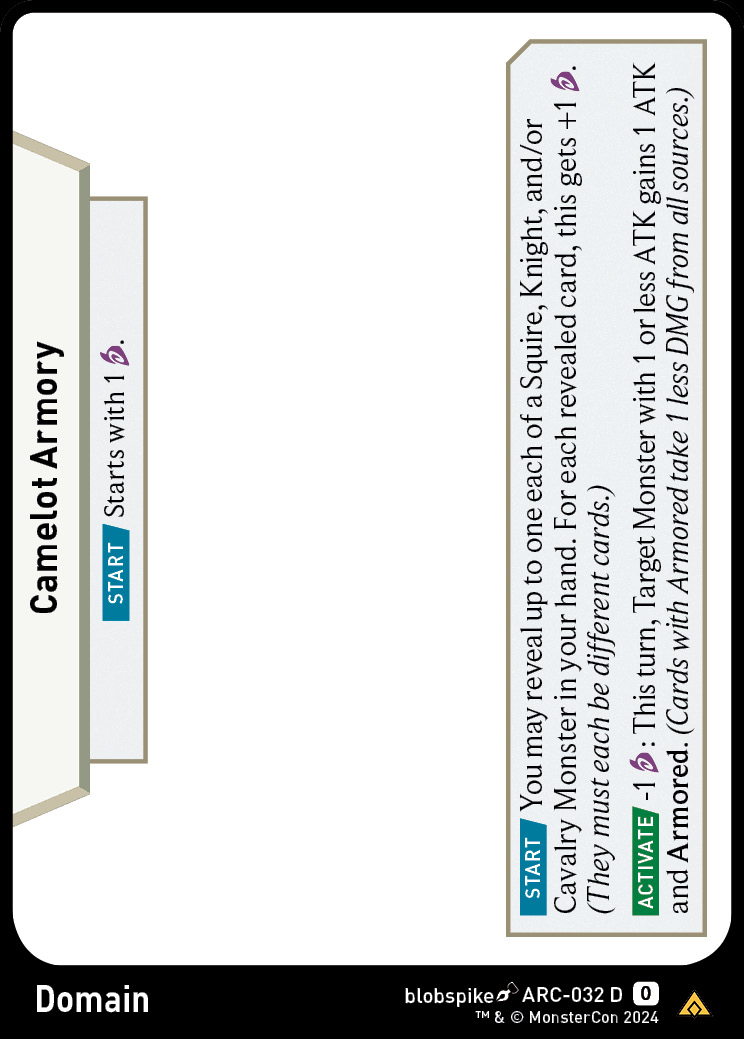 Camelot Armory
START Starts with 1 .
START You may reveal up to one each of a Squire, Knight, and/or
Cavalry Monster in your hand. For each revealed card, this gets +1 .
(They must each be different cards.)
ACTIVATE -1 : This turn, Target Monster with 1 or less ATK gains 1 ATK
and Armored. (Cards with Armored take 1 less DMG from all sources.)
Domain
blobspike ARC-032 D 0
™ & © MonsterCon 2024